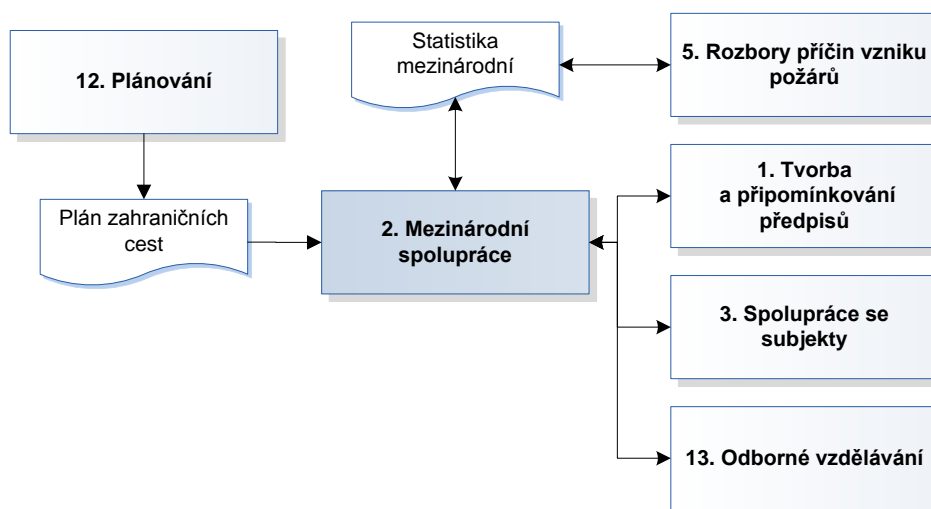 12. Plánování
Statistika
mezinárodní
5. Rozbory příčin vzniku
požárů
Plán zahraničních
cest
2. Mezinárodní
spolupráce
1. Tvorba
a připomínkování
předpisů
3. Spolupráce se
subjekty
13. Odborné vzdělávání